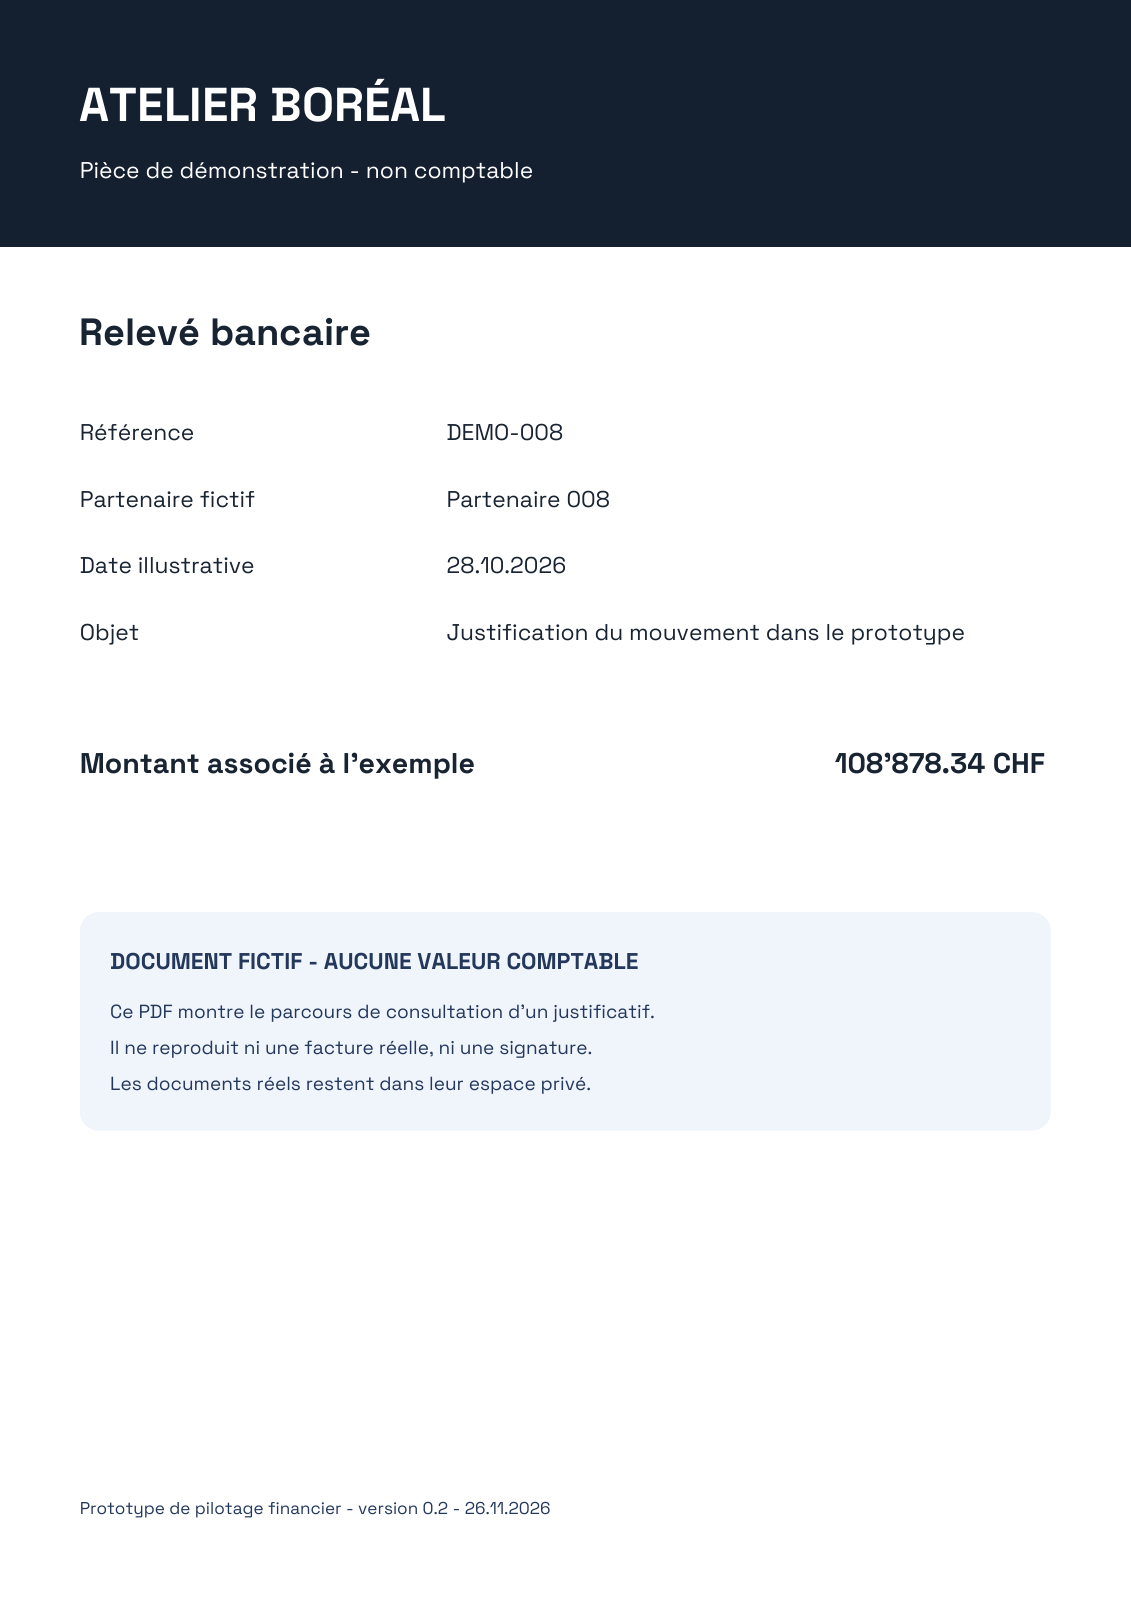 ATELIER BORÉAL
Pièce de démonstration - non comptable
Relevé bancaire
Référence DEMO-008
Partenaire fictif Partenaire 008
Date illustrative 28.10.2026
Objet Justification du mouvement dans le prototype
Montant associé à l’exemple 108’878.34 CHF
DOCUMENT FICTIF - AUCUNE VALEUR COMPTABLE
Ce PDF montre le parcours de consultation d’un justificatif.
Il ne reproduit ni une facture réelle, ni une signature.
Les documents réels restent dans leur espace privé.
Prototype de pilotage financier - version 0.2 - 26.11.2026